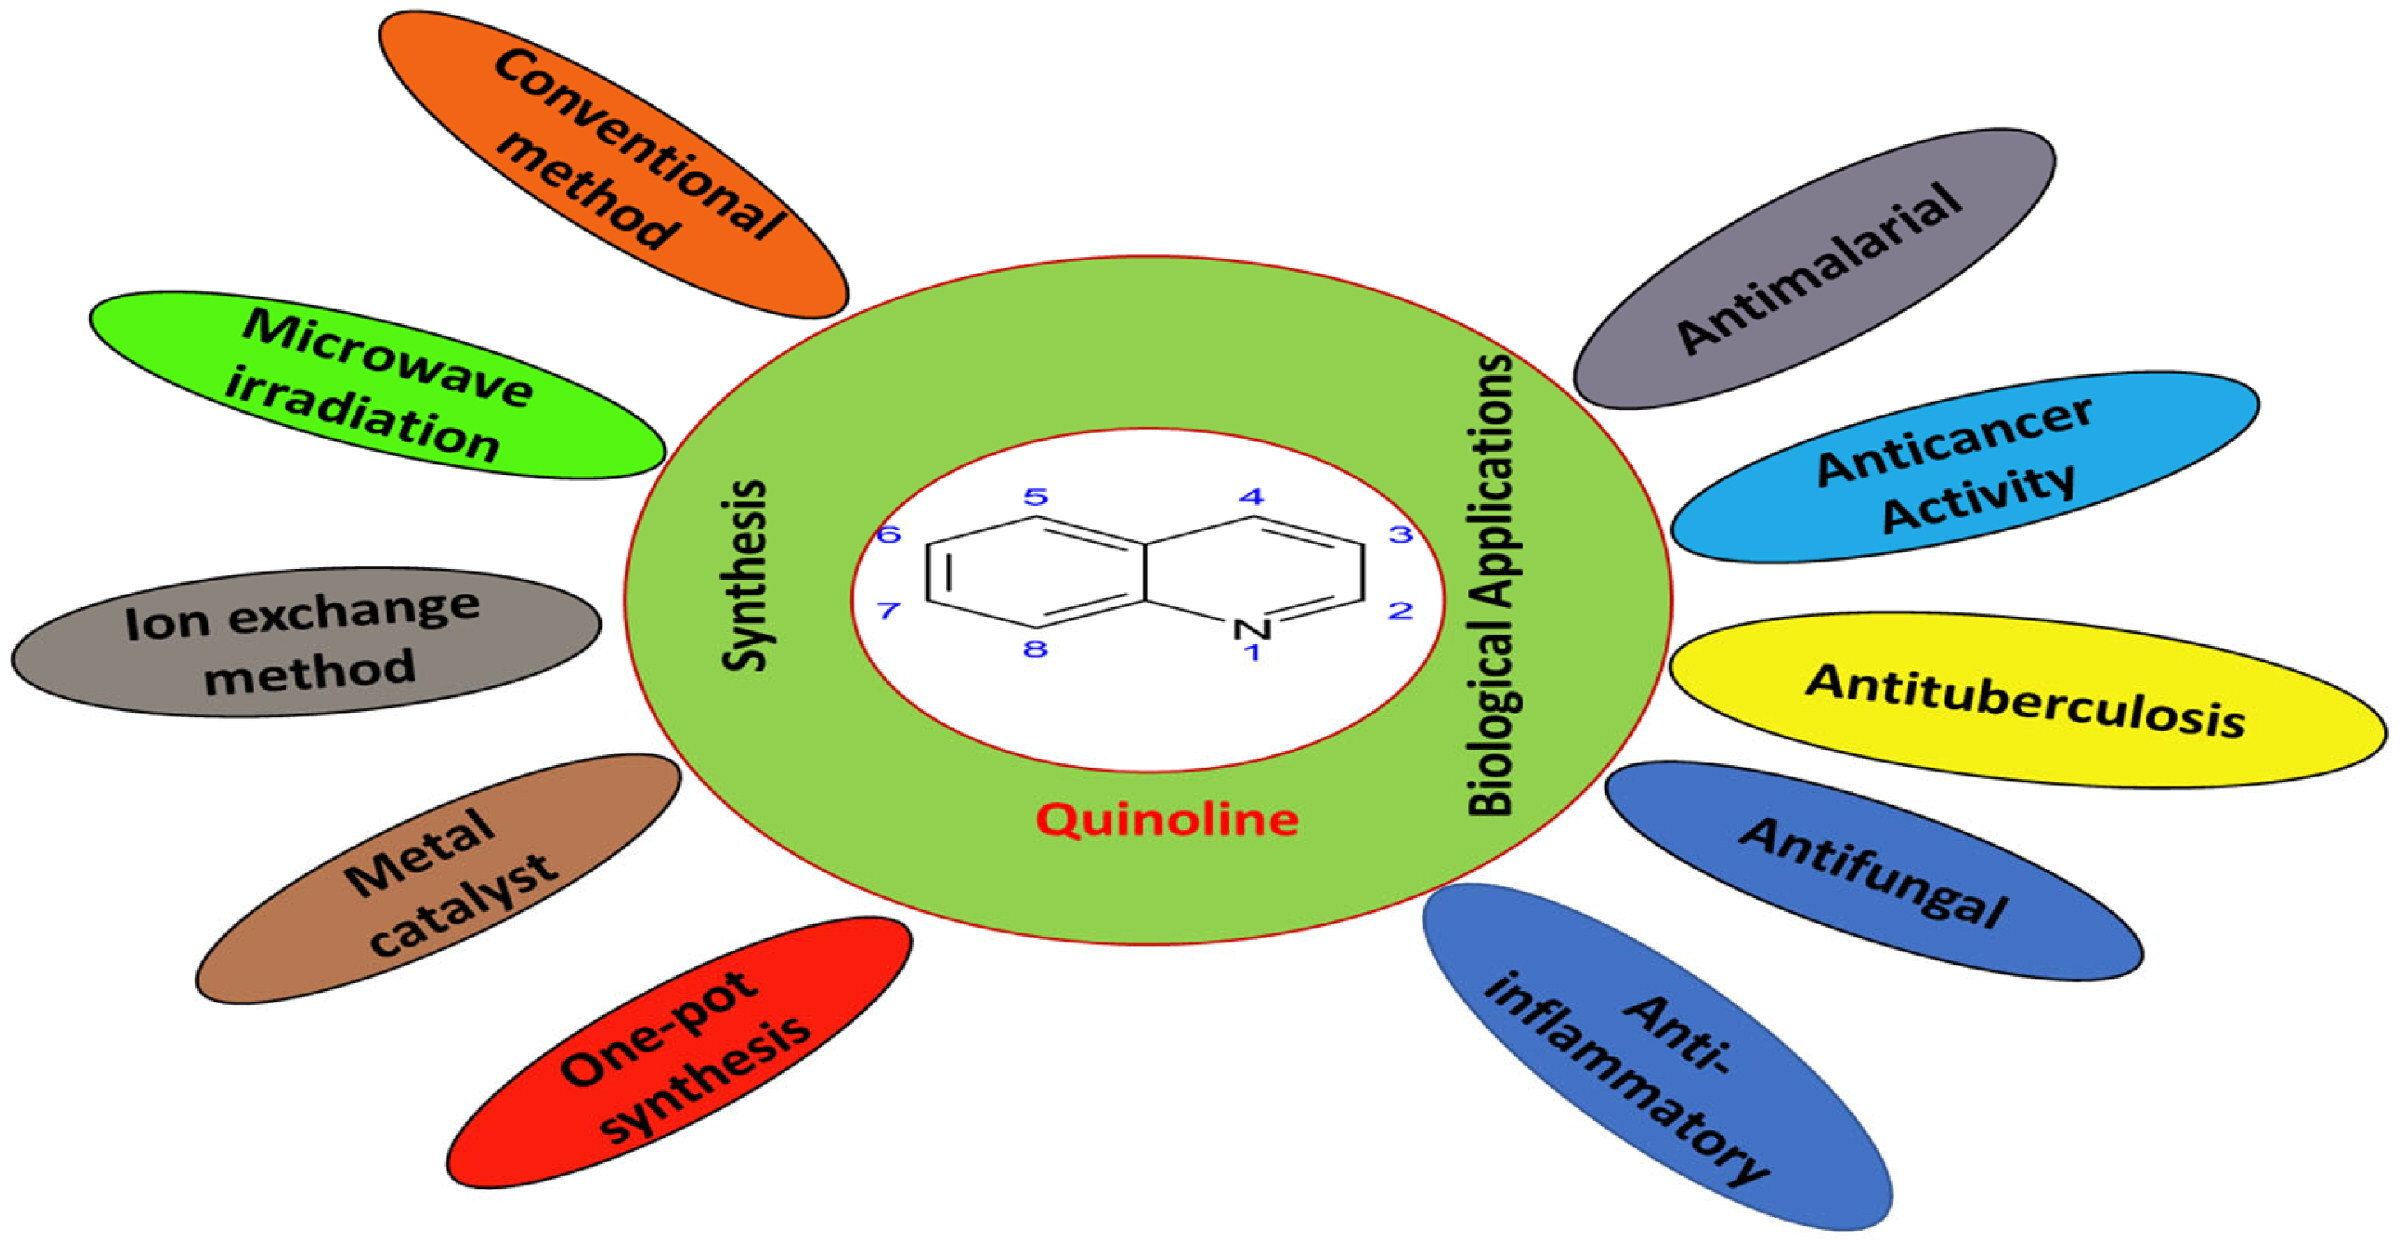 Conventional
method
Microwave
irradiation
Ion exchange
method
Metal
catalyst
One-pot
synthesis
Synthesis
5
4
6
3
7
2
N
8
1
Quinoline
Biological Applications
Antimalarial
Anticancer
Activity
Antituberculosis
Antifungal
Anti-
inflammatory